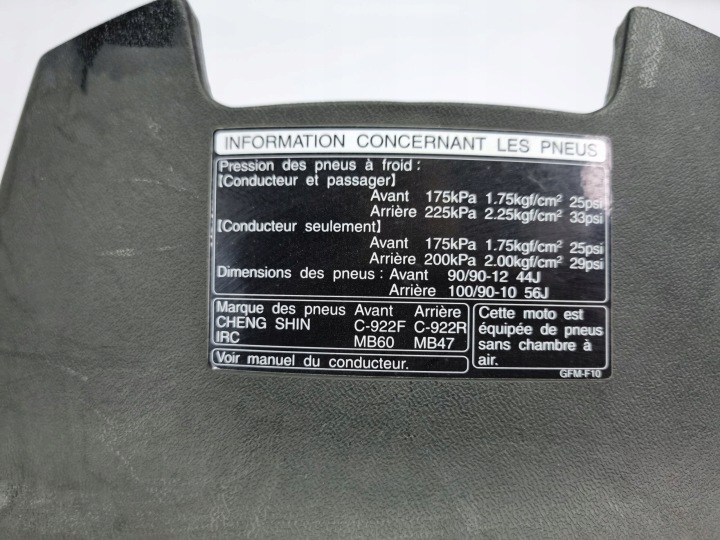 INFORMATION CONCERNANT LES PNEUS
Pression des pneus à froid :
[Conducteur et passager]
Avant 175kPa 1.75kgf/cm² 25psi
Arrière 225kPa 2.25kgf/cm² 33psi
[Conducteur seulement]
Avant 175kPa 1.75kgf/cm² 25psi
Arrière 200kPa 2.00kgf/cm² 29psi
Dimensions des pneus : Avant 90/90-12 44J
Arrière 100/90-10 56J
Marque des pneus Avant Arrière
CHENG SHIN C-922F C-922R
IRC MB60 MB47
Voir manuel du conducteur.
Cette moto est
équipée de pneus
sans chambre à
air.
GFM-F10